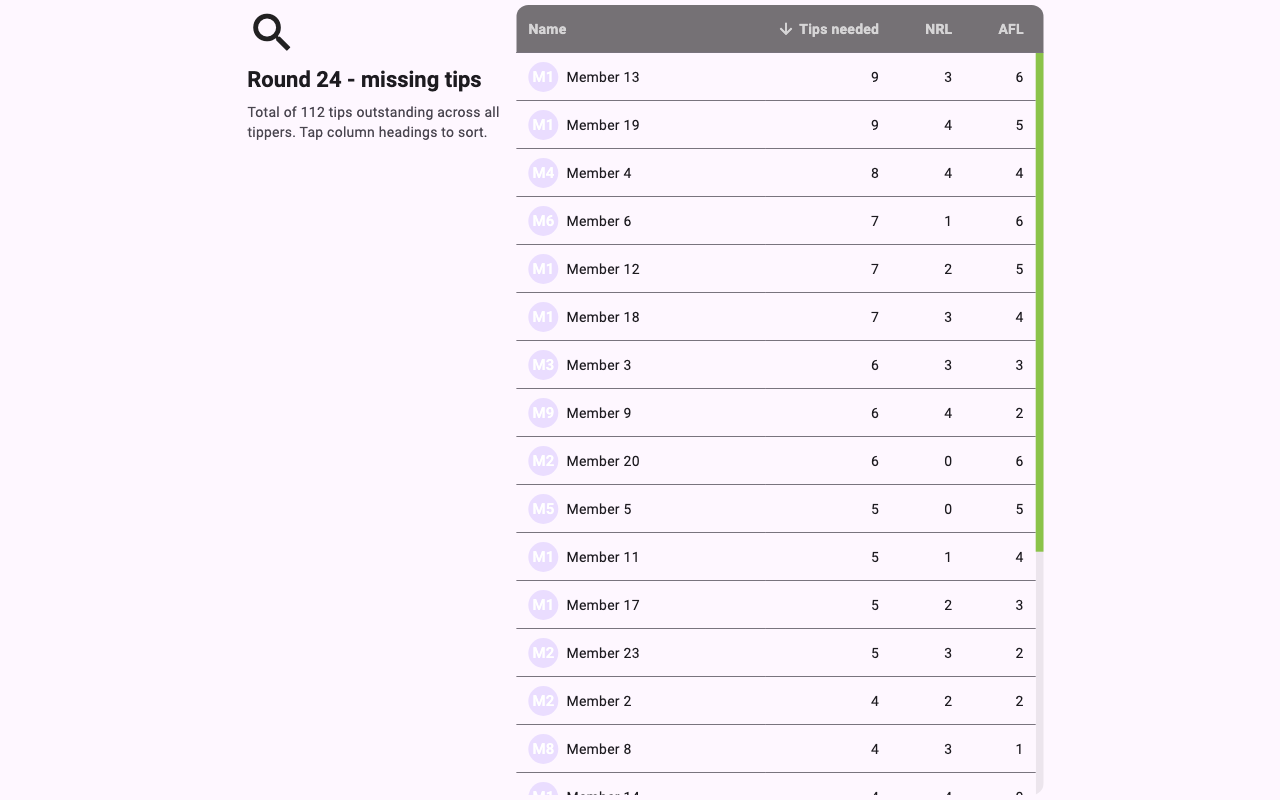 Round 24 - missing tips
Total of 112 tips outstanding across all
tippers. Tap column headings to sort.
Name ↓ Tips needed NRL AFL
M1 Member 13 9 3 6
M1 Member 19 9 4 5
M4 Member 4 8 4 4
M6 Member 6 7 1 6
M1 Member 12 7 2 5
M1 Member 18 7 3 4
M3 Member 3 6 3 3
M9 Member 9 6 4 2
M2 Member 20 6 0 6
M5 Member 5 5 0 5
M1 Member 11 5 1 4
M1 Member 17 5 2 3
M2 Member 23 5 3 2
M2 Member 2 4 2 2
M8 Member 8 4 3 1